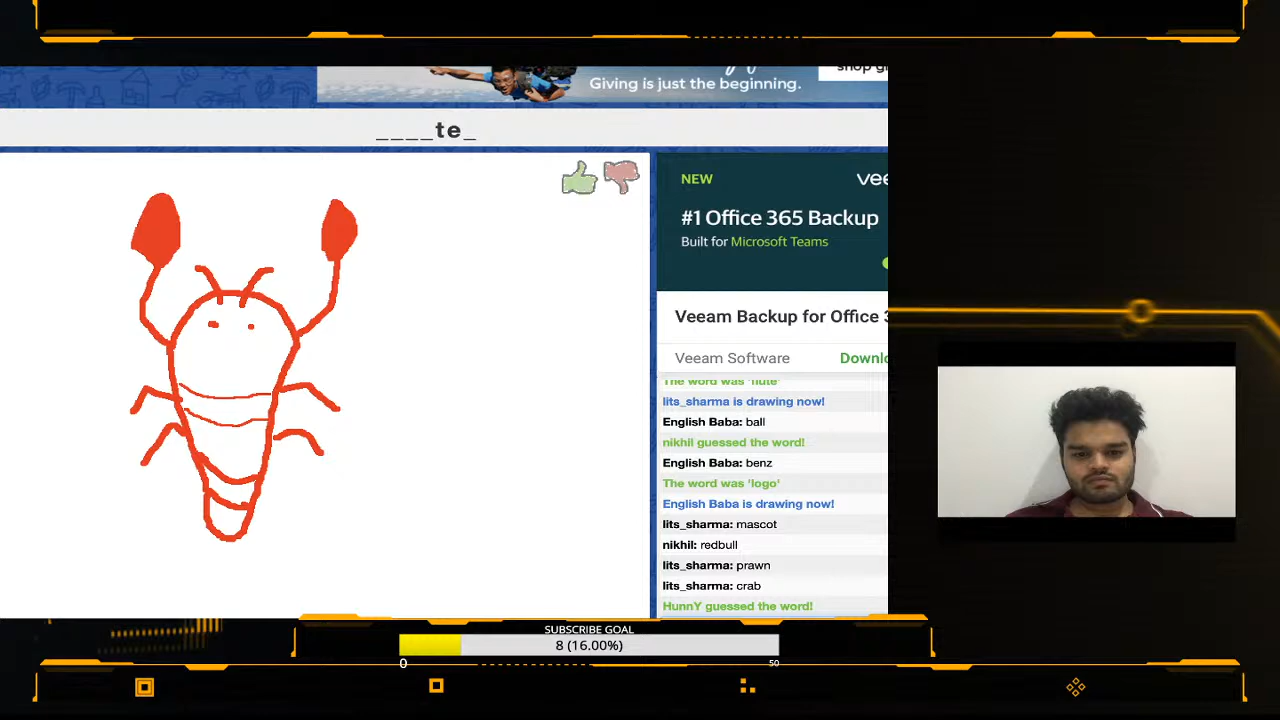 shop gi
Giving is just the beginning.
____te_
NEW
vee
#1 Office 365 Backup
Built for Microsoft Teams
Veeam Backup for Office 3
Veeam Software
Downlo
The word was 'flute'
lits_sharma is drawing now!
English Baba: ball
nikhil guessed the word!
English Baba: benz
The word was 'logo'
English Baba is drawing now!
lits_sharma: mascot
nikhil: redbull
lits_sharma: prawn
lits_sharma: crab
HunnY guessed the word!
SUBSCRIBE GOAL
8 (16.00%)
0
50